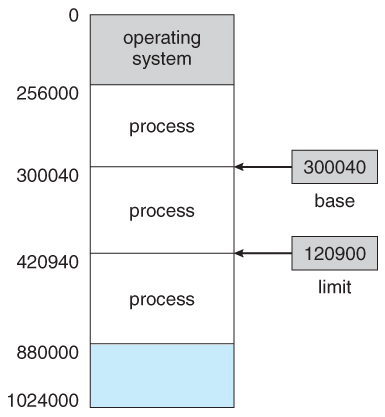 0
operating
system
256000
process
300040
300040
base
process
420940
120900
limit
process
880000
1024000